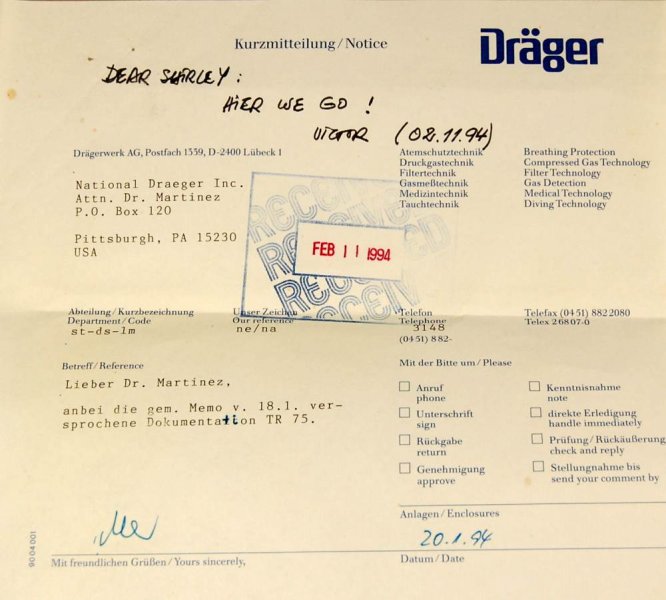 Kurzmitteilung/Notice
Dräger
DEAR SHIRLEY:
HIER WE GO!
VICTOR (02.11.94)
Drägerwerk AG, Postfach 1339, D-2400 Lübeck 1
National Draeger Inc.
Attn. Dr. Martinez
P.O. Box 120
Pittsburgh, PA 15230
USA
RECEIVED
FEB 11 1994
Atemschutztechnik
Druckgastechnik
Filtertechnik
Gasmeßtechnik
Medizintechnik
Tauchtechnik
Breathing Protection
Compressed Gas Technology
Filter Technology
Gas Detection
Medical Technology
Diving Technology
Abteilung/Kurzbezeichnung
Department/Code
st-ds-lm
Unser Zeichen
Our reference
ne/na
Telefon
Telephone
3148
(0451) 882-
Telefax (0451) 8822080
Telex 26807-0
Betreff/Reference
Lieber Dr. Martinez,
anbei die gem. Memo v. 18.1. ver-
sprochene Dokumentation TR 75.
Mit der Bitte um/Please
Anruf
phone
Unterschrift
sign
Rückgabe
return
Genehmigung
approve
Kenntnisnahme
note
direkte Erledigung
handle immediately
Prüfung/Rückäußerung
check and reply
Stellungnahme bis
send your comment by
Anlagen/Enclosures
20.1.94
Mit freundlichen Grüßen/Yours sincerely,
Datum/Date
9004001